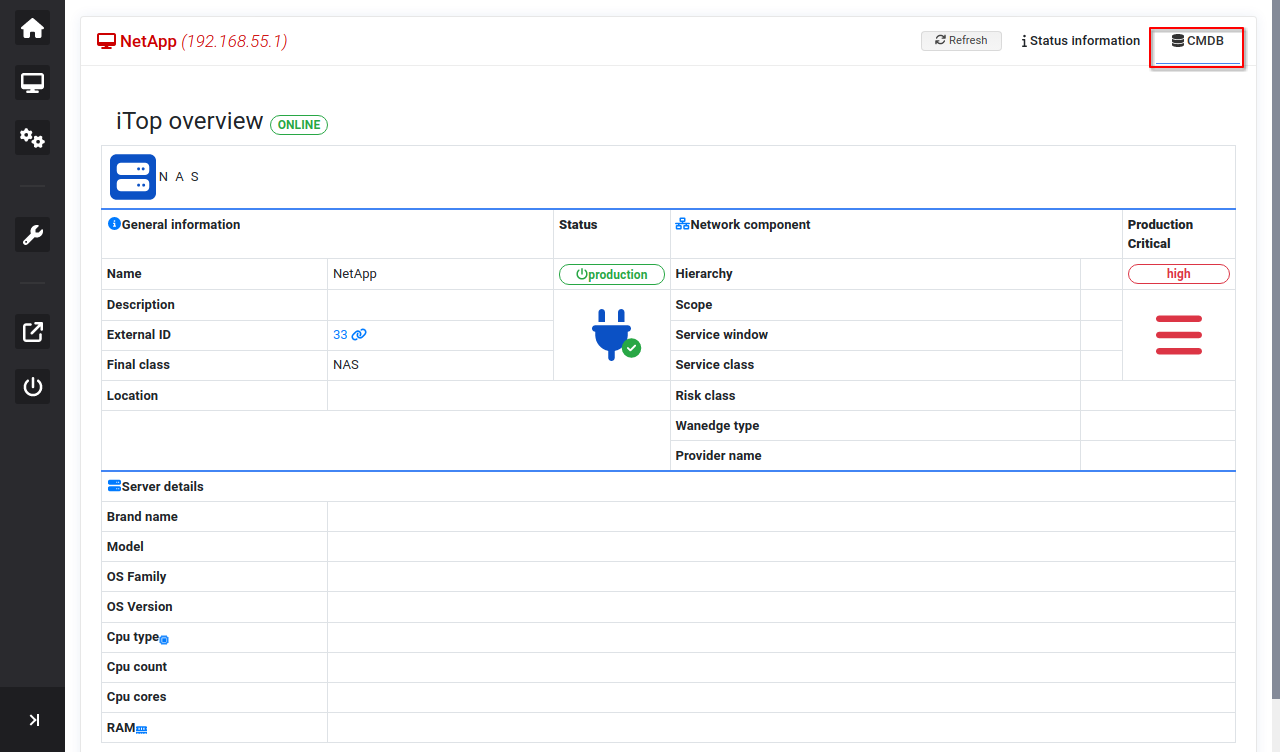 NetApp (192.168.55.1)
Refresh
Status information
CMDB
iTop overview ONLINE
NAS
General information
Status
Network component
Production Critical
Name
NetApp
production
Hierarchy
high
Description
Scope
External ID
33
Service window
Final class
NAS
Service class
Location
Risk class
Wanedge type
Provider name
Server details
Brand name
Model
OS Family
OS Version
Cpu type
Cpu count
Cpu cores
RAM